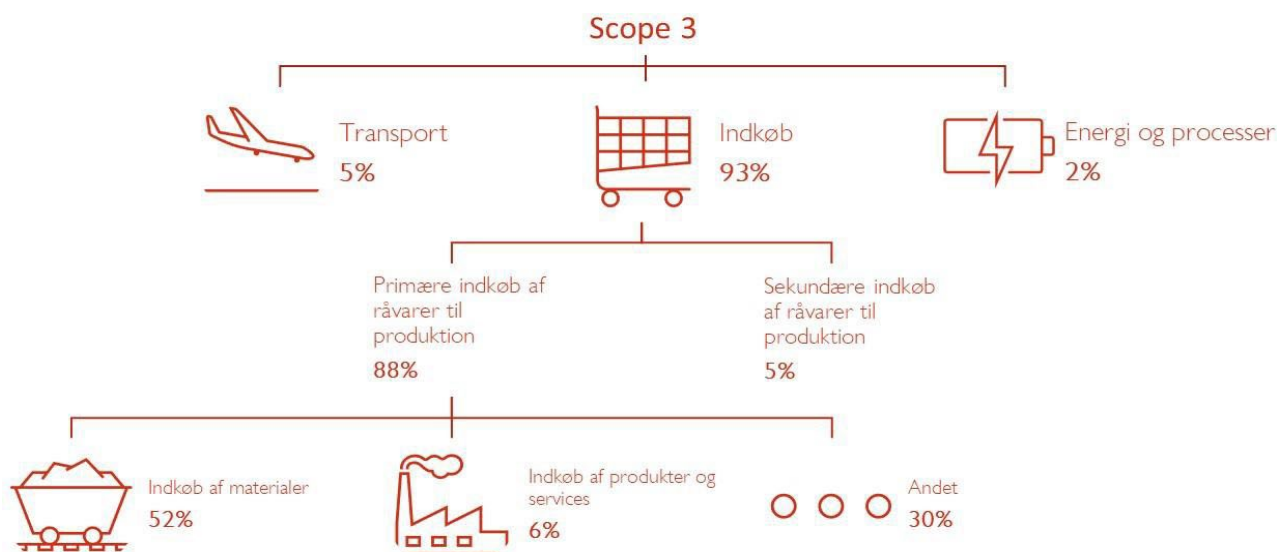 Scope 3
Transport
5%
Indkøb
93%
Energi og processer
2%
Primære indkøb af
råvarer til
produktion
88%
Sekundære indkøb
af råvarer til
produktion
5%
Indkøb af materialer
52%
Indkøb af produkter og
services
6%
Andet
30%